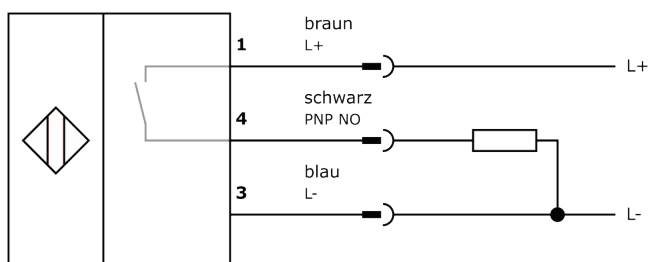 braun
1 L+ L+
schwarz
4 PNP NO
blau
3 L- L-